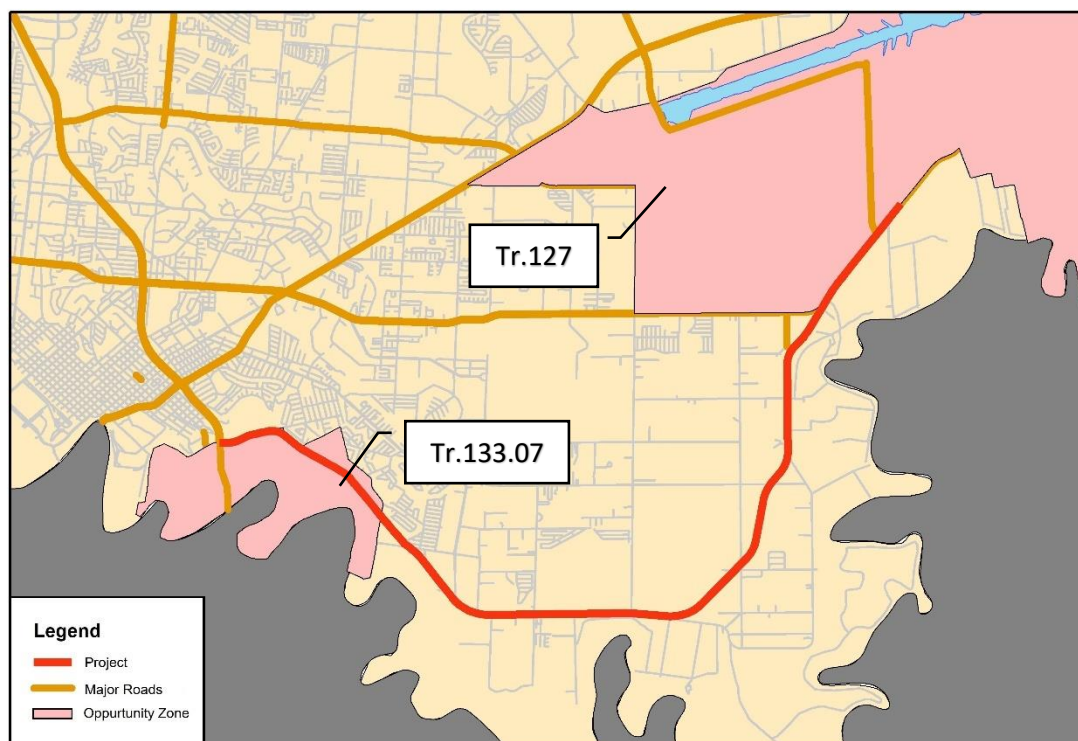 Tr.127
Tr.133.07
Legend
Project
Major Roads
Oppurtunity Zone